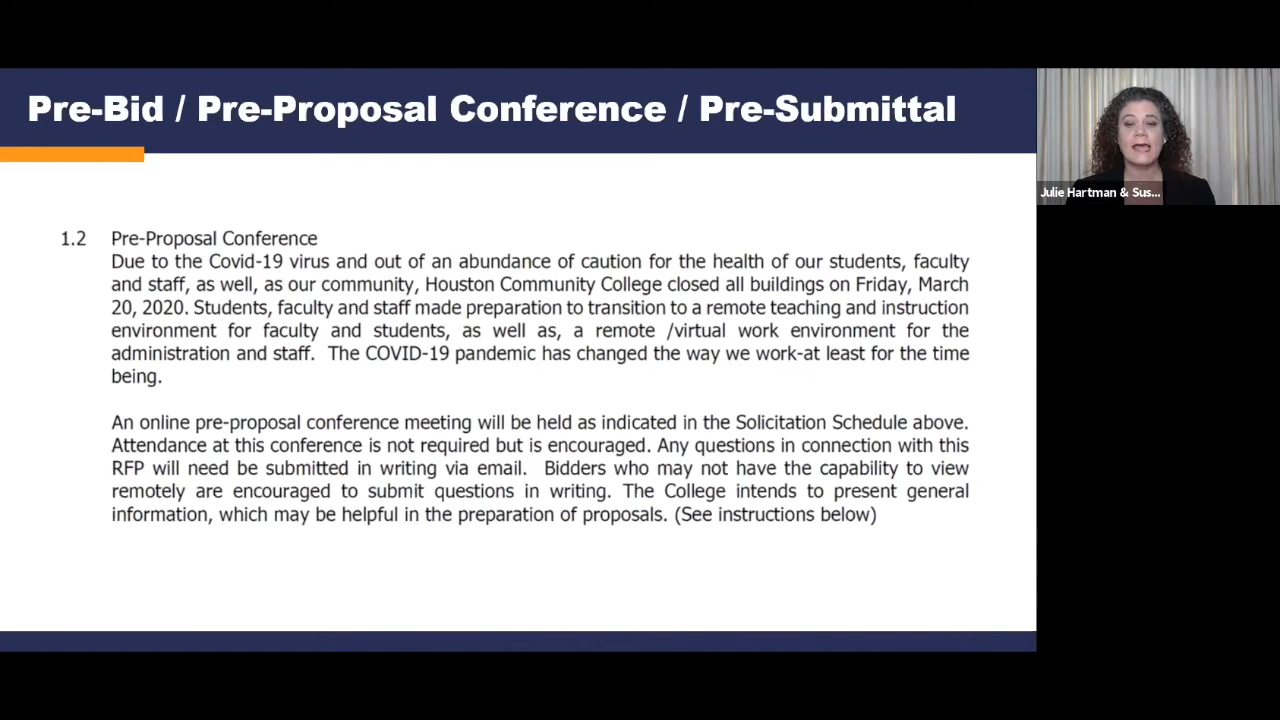 Pre-Bid / Pre-Proposal Conference / Pre-Submittal
Julie Hartman & Sus...
1.2 Pre-Proposal Conference
Due to the Covid-19 virus and out of an abundance of caution for the health of our students, faculty
and staff, as well, as our community, Houston Community College closed all buildings on Friday, March
20, 2020. Students, faculty and staff made preparation to transition to a remote teaching and instruction
environment for faculty and students, as well as, a remote /virtual work environment for the
administration and staff. The COVID-19 pandemic has changed the way we work-at least for the time
being.
An online pre-proposal conference meeting will be held as indicated in the Solicitation Schedule above.
Attendance at this conference is not required but is encouraged. Any questions in connection with this
RFP will need be submitted in writing via email. Bidders who may not have the capability to view
remotely are encouraged to submit questions in writing. The College intends to present general
information, which may be helpful in the preparation of proposals. (See instructions below)